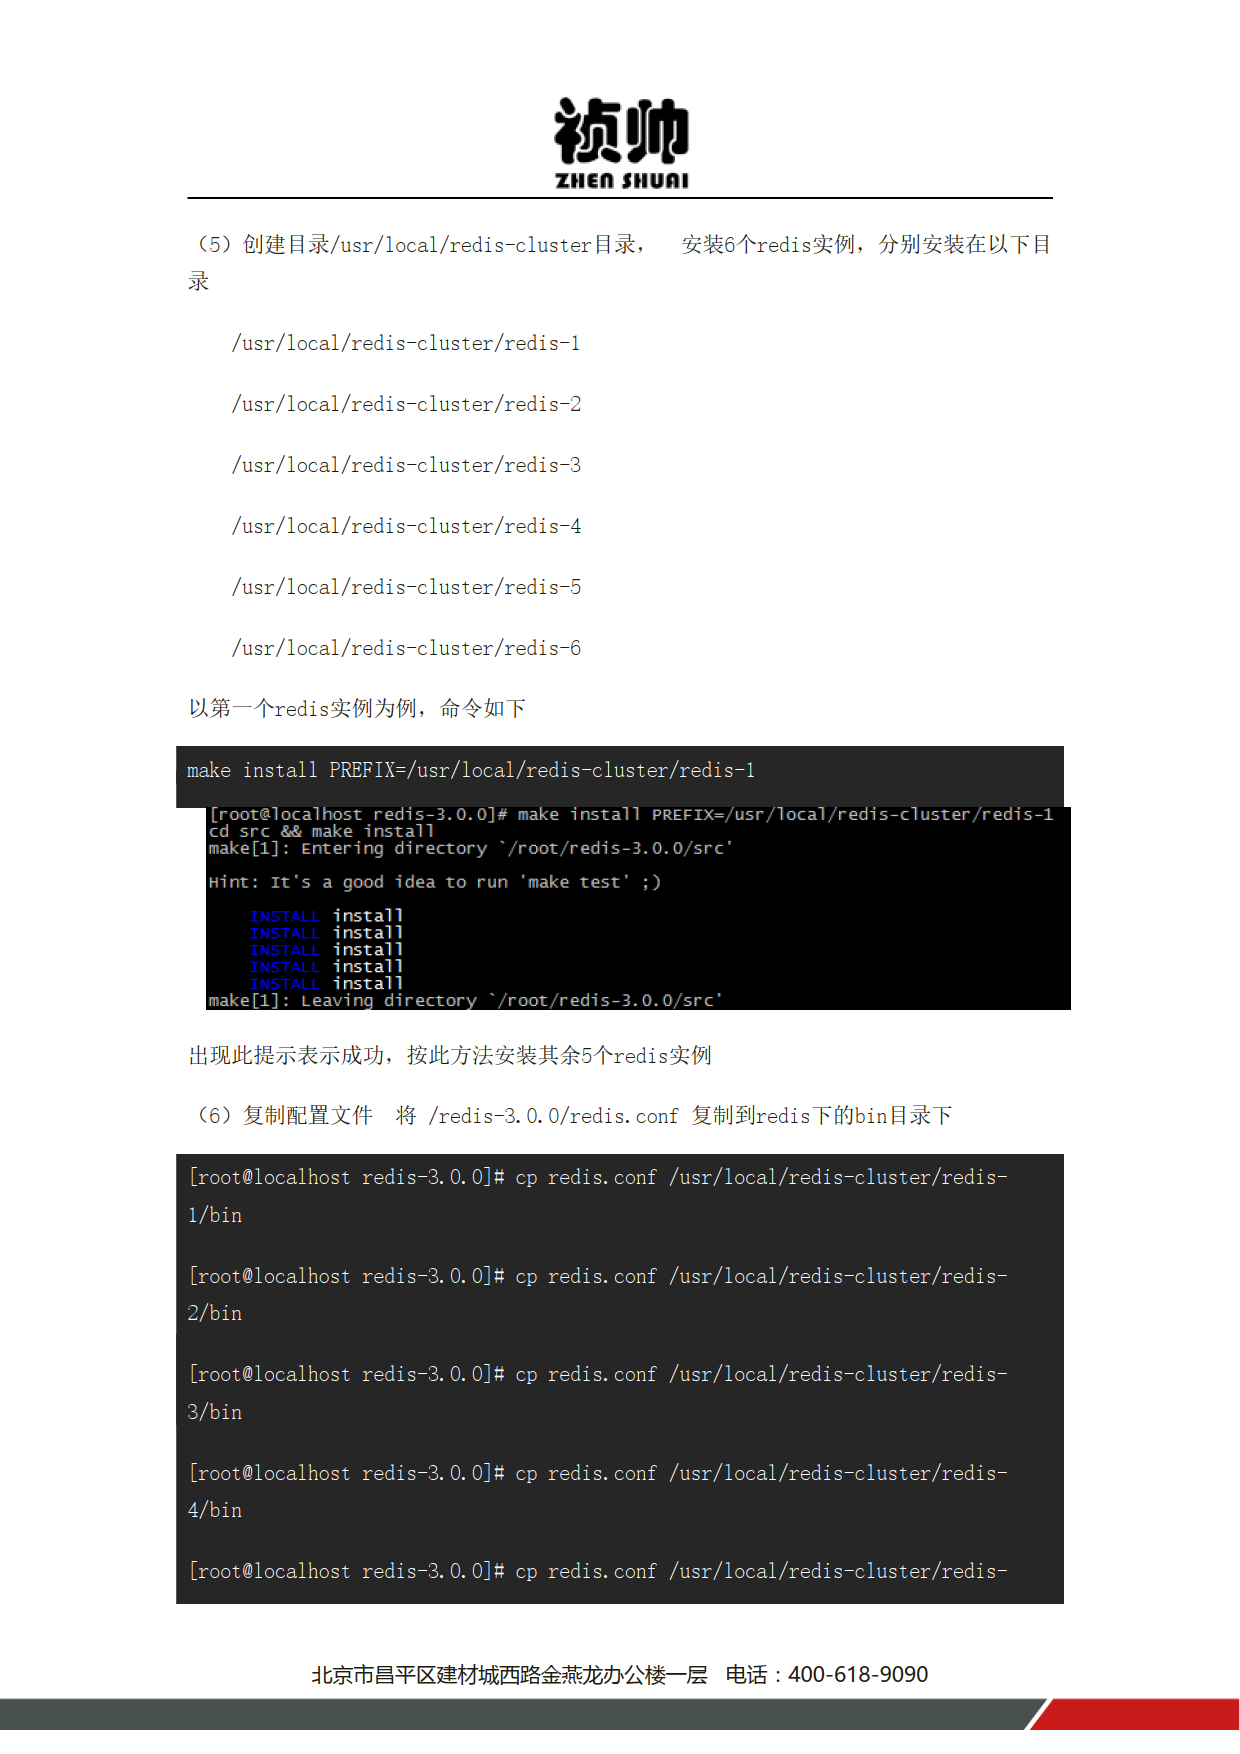 祯帅
ZHEN SHUAI
（5）创建目录/usr/local/redis-cluster目录，  安装6个redis实例，分别安装在以下目
录
/usr/local/redis-cluster/redis-1
/usr/local/redis-cluster/redis-2
/usr/local/redis-cluster/redis-3
/usr/local/redis-cluster/redis-4
/usr/local/redis-cluster/redis-5
/usr/local/redis-cluster/redis-6
以第一个redis实例为例，命令如下
make install PREFIX=/usr/local/redis-cluster/redis-1
[root@localhost redis-3.0.0]# make install PREFIX=/usr/local/redis-cluster/redis-1
cd src && make install
make[1]: Entering directory `/root/redis-3.0.0/src'
Hint: It's a good idea to run 'make test' ;)
INSTALL install
INSTALL install
INSTALL install
INSTALL install
INSTALL install
make[1]: Leaving directory `/root/redis-3.0.0/src'
出现此提示表示成功，按此方法安装其余5个redis实例
（6）复制配置文件  将 /redis-3.0.0/redis.conf 复制到redis下的bin目录下
[root@localhost redis-3.0.0]# cp redis.conf /usr/local/redis-cluster/redis-
1/bin
[root@localhost redis-3.0.0]# cp redis.conf /usr/local/redis-cluster/redis-
2/bin
[root@localhost redis-3.0.0]# cp redis.conf /usr/local/redis-cluster/redis-
3/bin
[root@localhost redis-3.0.0]# cp redis.conf /usr/local/redis-cluster/redis-
4/bin
[root@localhost redis-3.0.0]# cp redis.conf /usr/local/redis-cluster/redis-
北京市昌平区建材城西路金燕龙办公楼一层  电话：400-618-9090